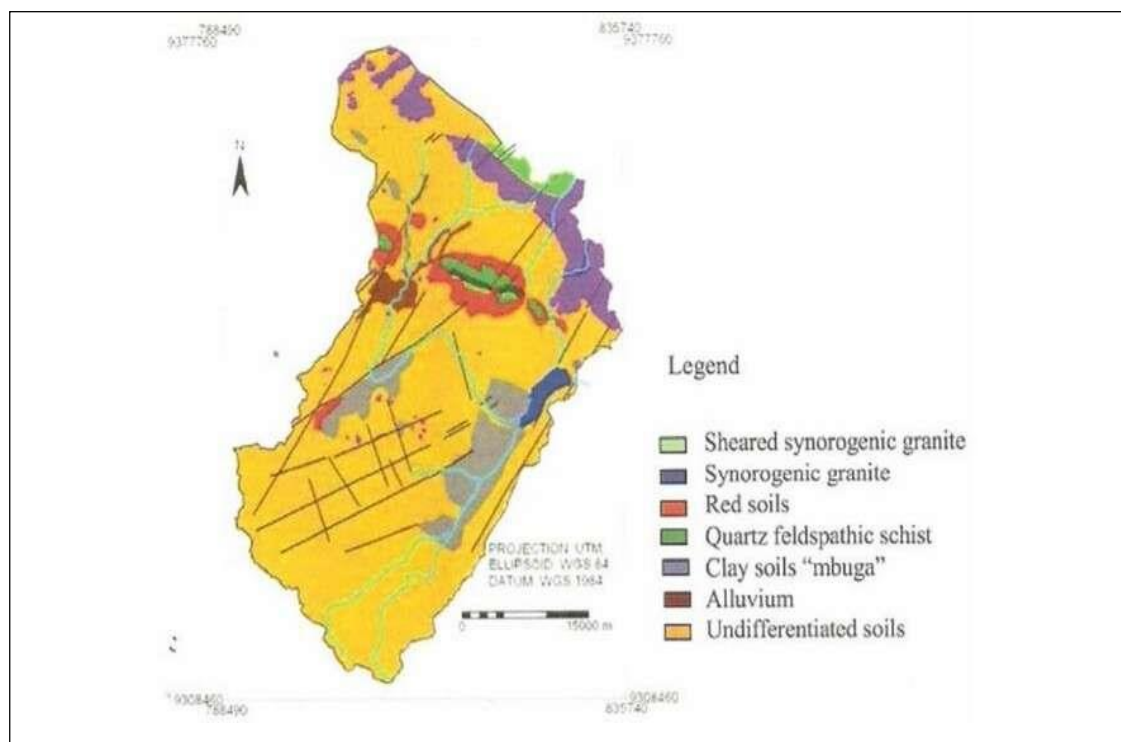 788490
9377760
835740
9377760
N
Legend
Sheared synorogenic granite
Synorogenic granite
Red soils
Quartz feldspathic schist
Clay soils “mbuga”
Alluvium
Undifferentiated soils
PROJECTION: UTM
ELLIPSOID: WGS 84
DATUM: WGS 1984
0
15000 m
9308460
788490
9308460
835740